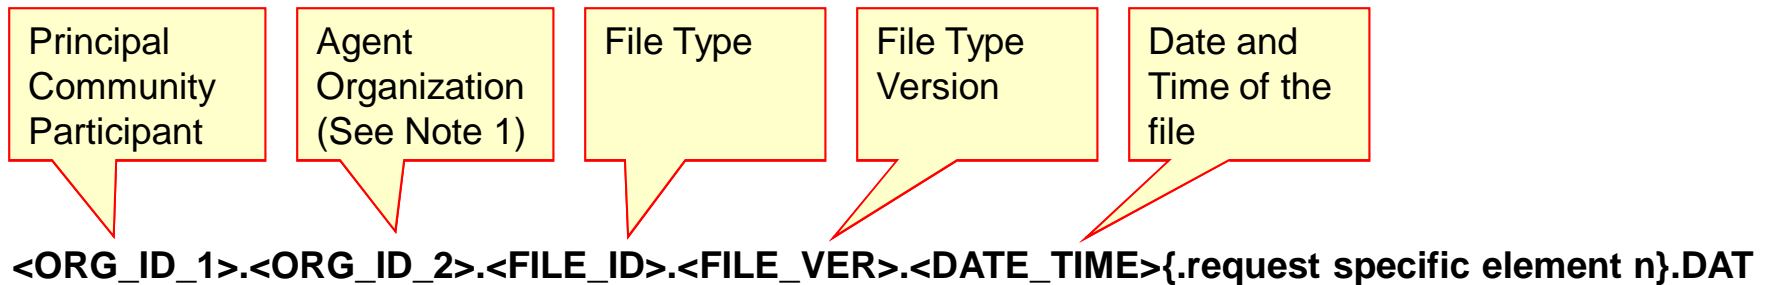 Principal
Community
Participant
Agent
Organization
(See Note 1)
File Type
File Type
Version
Date and
Time of the
file
<ORG_ID_1>.<ORG_ID_2>.<FILE_ID>.<FILE_VER>.<DATE_TIME>{.request specific element n}.DAT